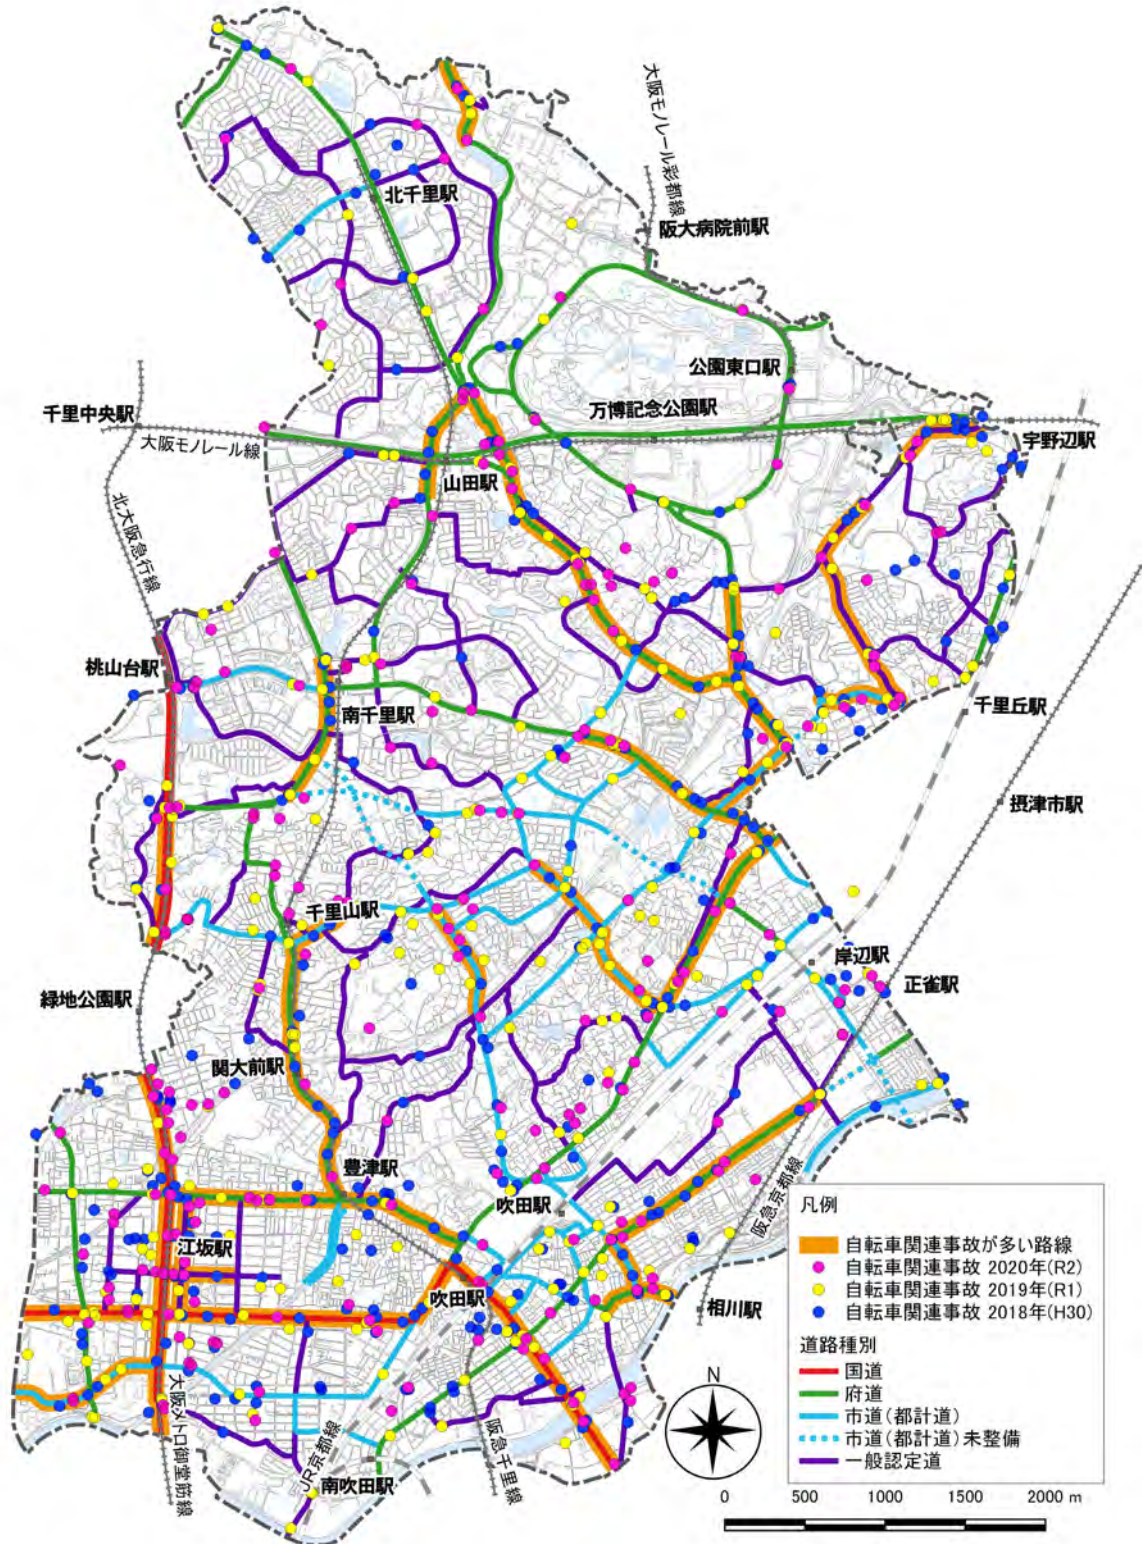 大阪モノレール彩都線
北千里駅
阪大病院前駅
公園東口駅
万博記念公園駅
千里中央駅
大阪モノレール線
宇野辺駅
山田駅
北大阪急行線
桃山台駅
南千里駅
千里丘駅
摂津市駅
千里山駅
岸辺駅
正雀駅
緑地公園駅
関大前駅
豊津駅
吹田駅
阪急京都線
江坂駅
吹田駅
相川駅
大阪メトロ御堂筋線
JR京都線
南吹田駅
阪急千里線
N
凡例
自転車関連事故が多い路線
自転車関連事故 2020年(R2)
自転車関連事故 2019年(R1)
自転車関連事故 2018年(H30)
道路種別
国道
府道
市道(都計道)
市道(都計道)未整備
一般認定道
0 500 1000 1500 2000 m